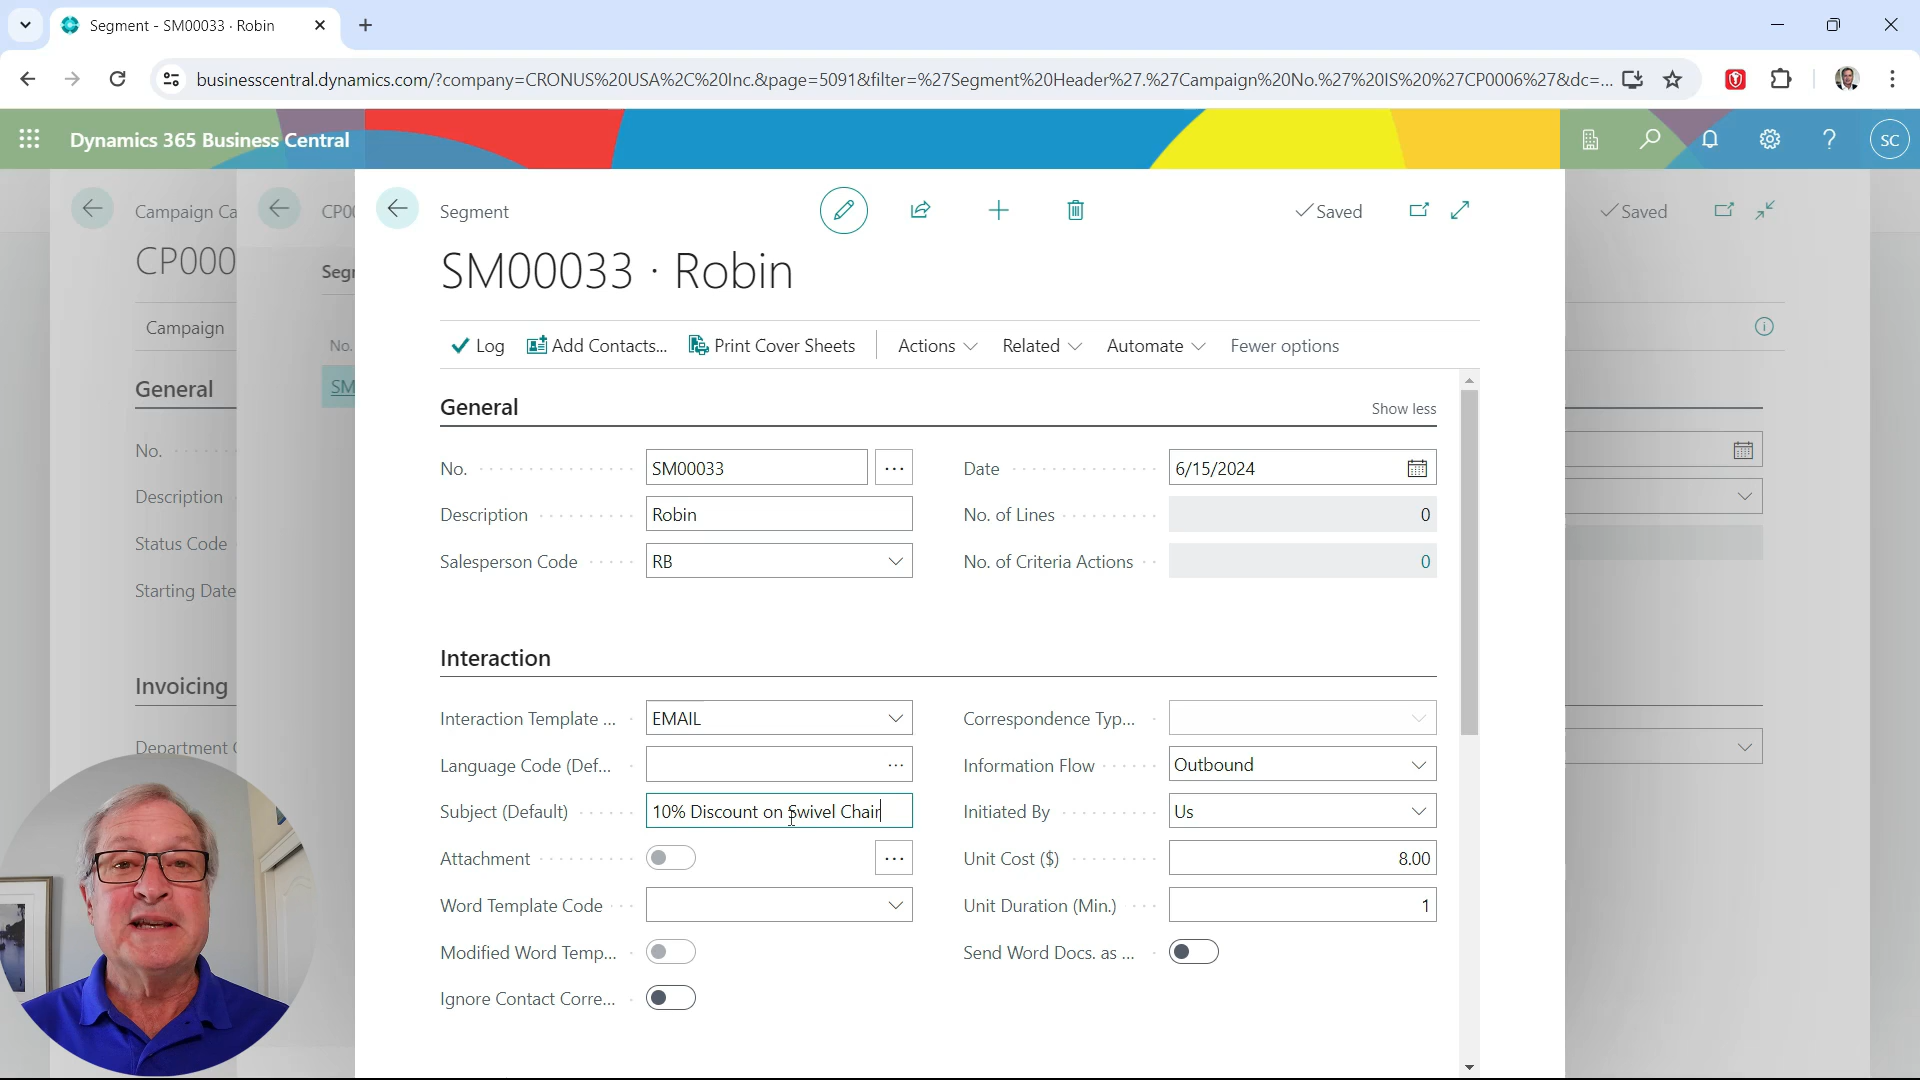 Segment - SM00033 · Robin
businesscentral.dynamics.com/?company=CRONUS%20USA%2C%20Inc.&page=5091&filter=%27Segment%20Header%27.%27Campaign%20No.%27%20IS%20%27CP0006%27&dc=...
Dynamics 365 Business Central
SC
Campaign Ca
CP00
Segment
Saved
Saved
CP000
Segm
SM00033 · Robin
Campaign
No.
Log
Add Contacts...
Print Cover Sheets
Actions
Related
Automate
Fewer options
General
SM
General
Show less
No.
No.
SM00033
Date
6/15/2024
Description
Description
Robin
No. of Lines
0
Status Code
Salesperson Code
RB
No. of Criteria Actions
0
Starting Date
Interaction
Invoicing
Interaction Template ...
EMAIL
Correspondence Typ...
Department C
Language Code (Def...
Information Flow
Outbound
Subject (Default)
10% Discount on Swivel Chair
Initiated By
Us
Attachment
Unit Cost ($)
8.00
Word Template Code
Unit Duration (Min.)
1
Modified Word Temp...
Send Word Docs. as ...
Ignore Contact Corre...